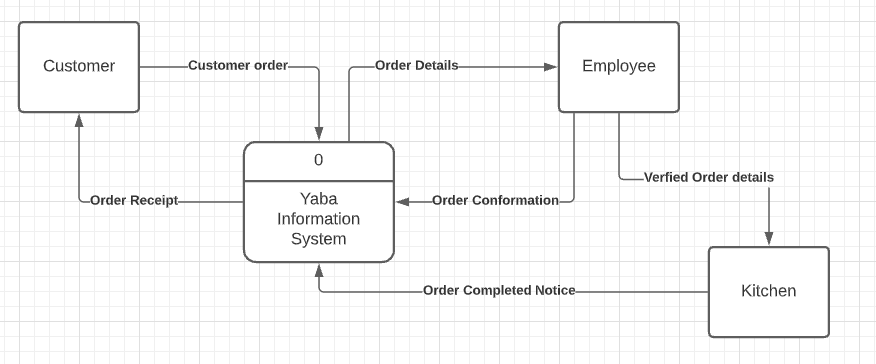 Customer
Customer order
Order Details
Employee
0
Yaba
Information
System
Order Receipt
Order Conformation
Verfied Order details
Order Completed Notice
Kitchen